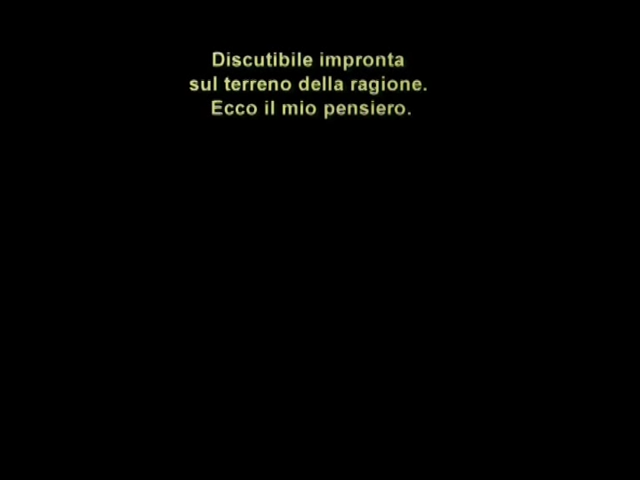 Discutibile impronta
sul terreno della ragione.
Ecco il mio pensiero.